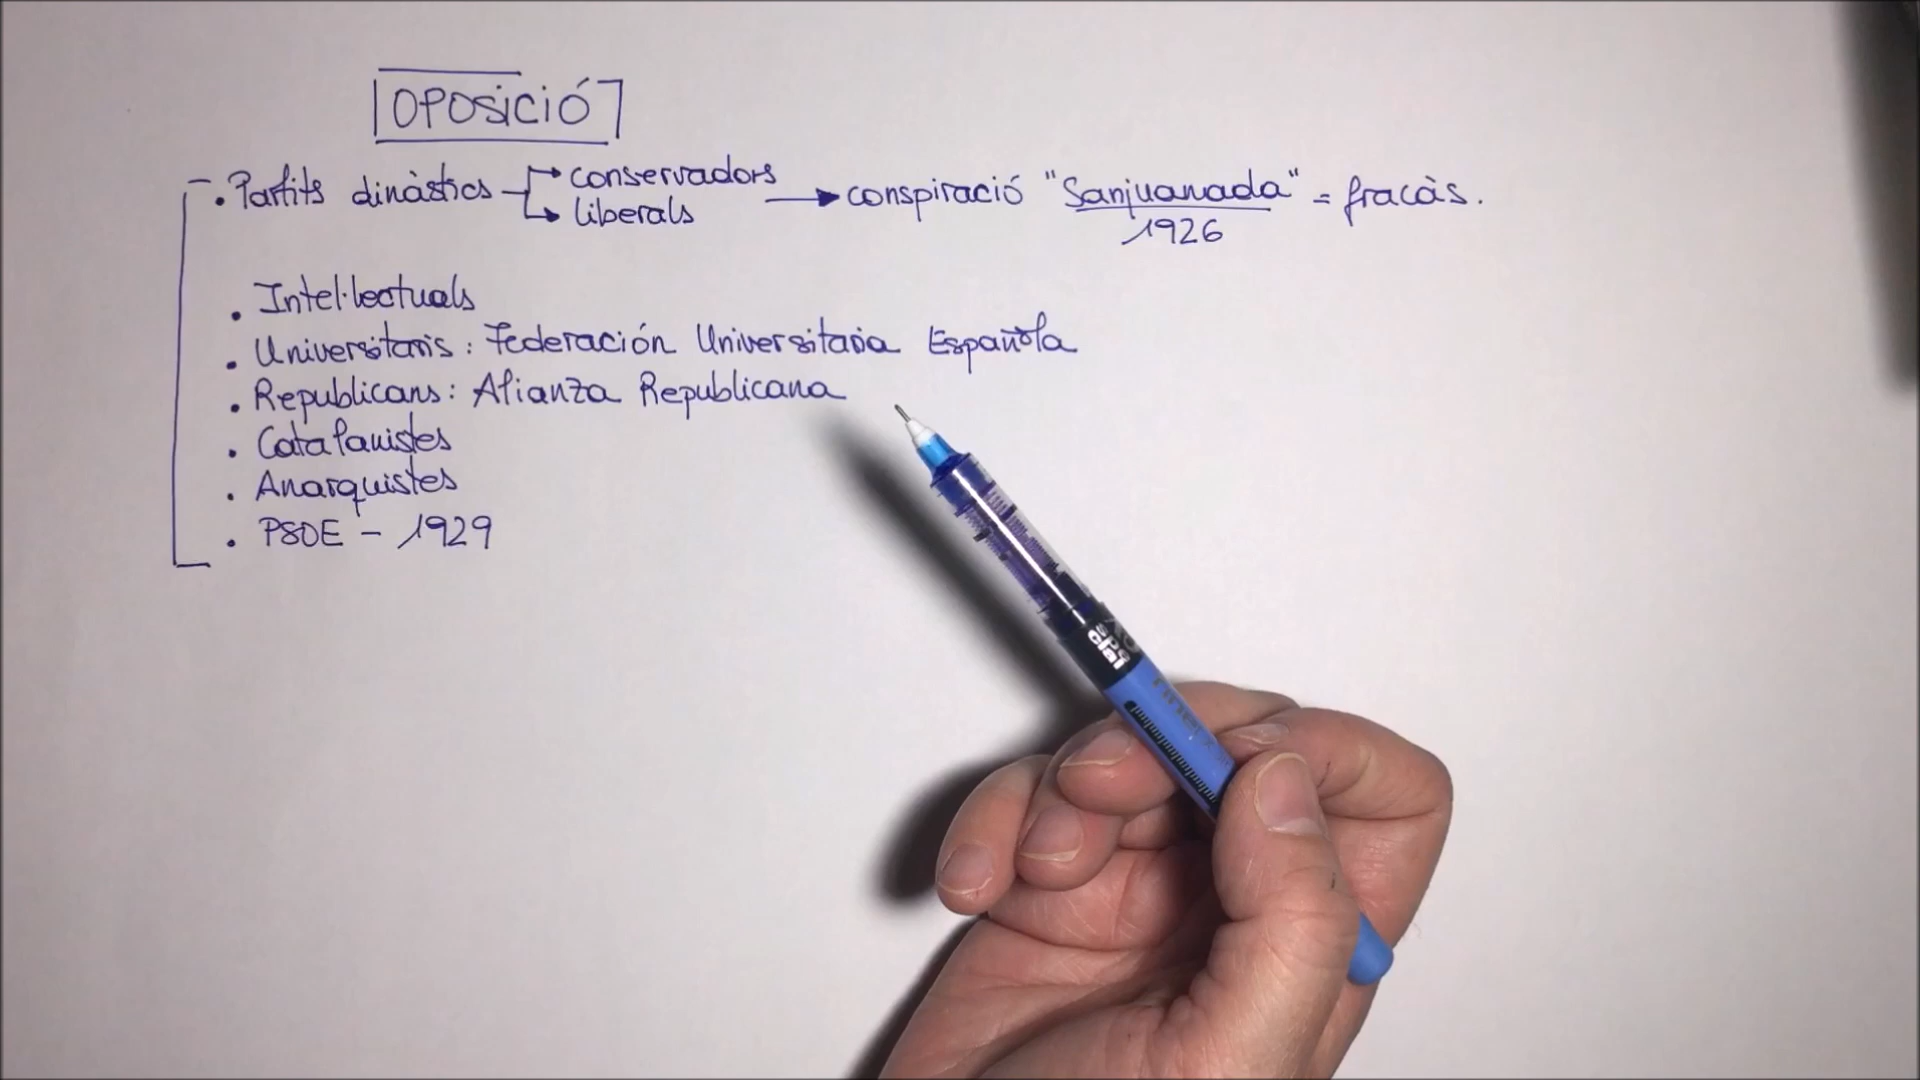 OPOSICIÓ
• Partits dinàstics → conservadors → conspiració "Sanjuanada" = fracàs.
→ liberals 1926
• Intel·lectuals
• Universitaris: Federación Universitaria Española
• Republicans: Alianza Republicana
• Catalanistes
• Anarquistes
• PSOE - 1929
special